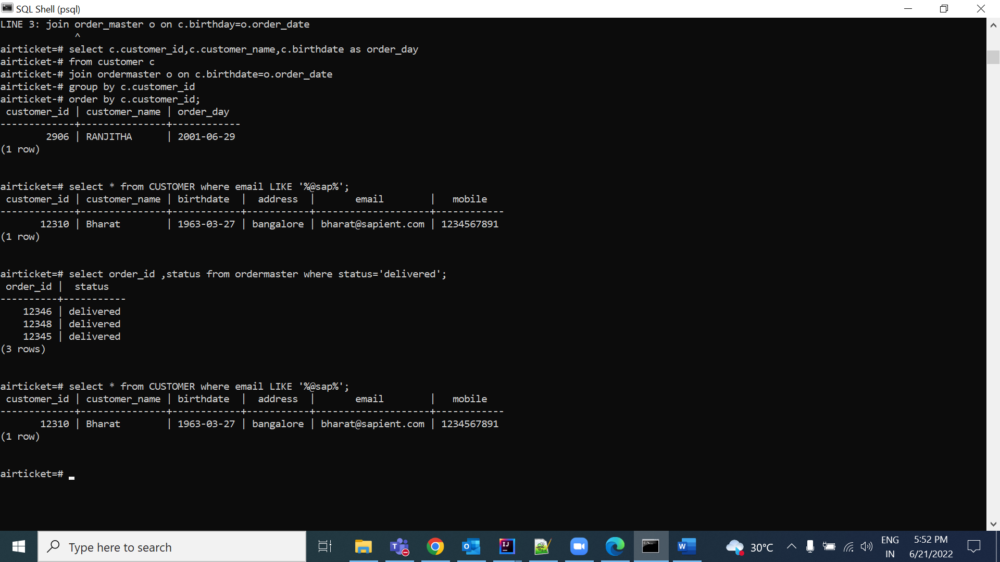 SQL Shell (psql)
LINE 3: join order_master o on c.birthday=o.order_date
^
airticket=# select c.customer_id,c.customer_name,c.birthdate as order_day
airticket-# from customer c
airticket-# join ordermaster o on c.birthdate=o.order_date
airticket-# group by c.customer_id
airticket-# order by c.customer_id;
customer_id | customer_name | order_day
-------------+---------------+------------
2906 | RANJITHA | 2001-06-29
(1 row)
airticket=# select * from CUSTOMER where email LIKE '%@sap%';
customer_id | customer_name | birthdate | address | email | mobile
-------------+---------------+------------+-----------+--------------------+------------
12310 | Bharat | 1963-03-27 | bangalore | bharat@sapient.com | 1234567891
(1 row)
airticket=# select order_id ,status from ordermaster where status='delivered';
order_id | status
----------+-----------
12346 | delivered
12348 | delivered
12345 | delivered
(3 rows)
airticket=# select * from CUSTOMER where email LIKE '%@sap%';
customer_id | customer_name | birthdate | address | email | mobile
-------------+---------------+------------+-----------+--------------------+------------
12310 | Bharat | 1963-03-27 | bangalore | bharat@sapient.com | 1234567891
(1 row)
airticket=#
Type here to search
30°C
ENG
IN
5:52 PM
6/21/2022